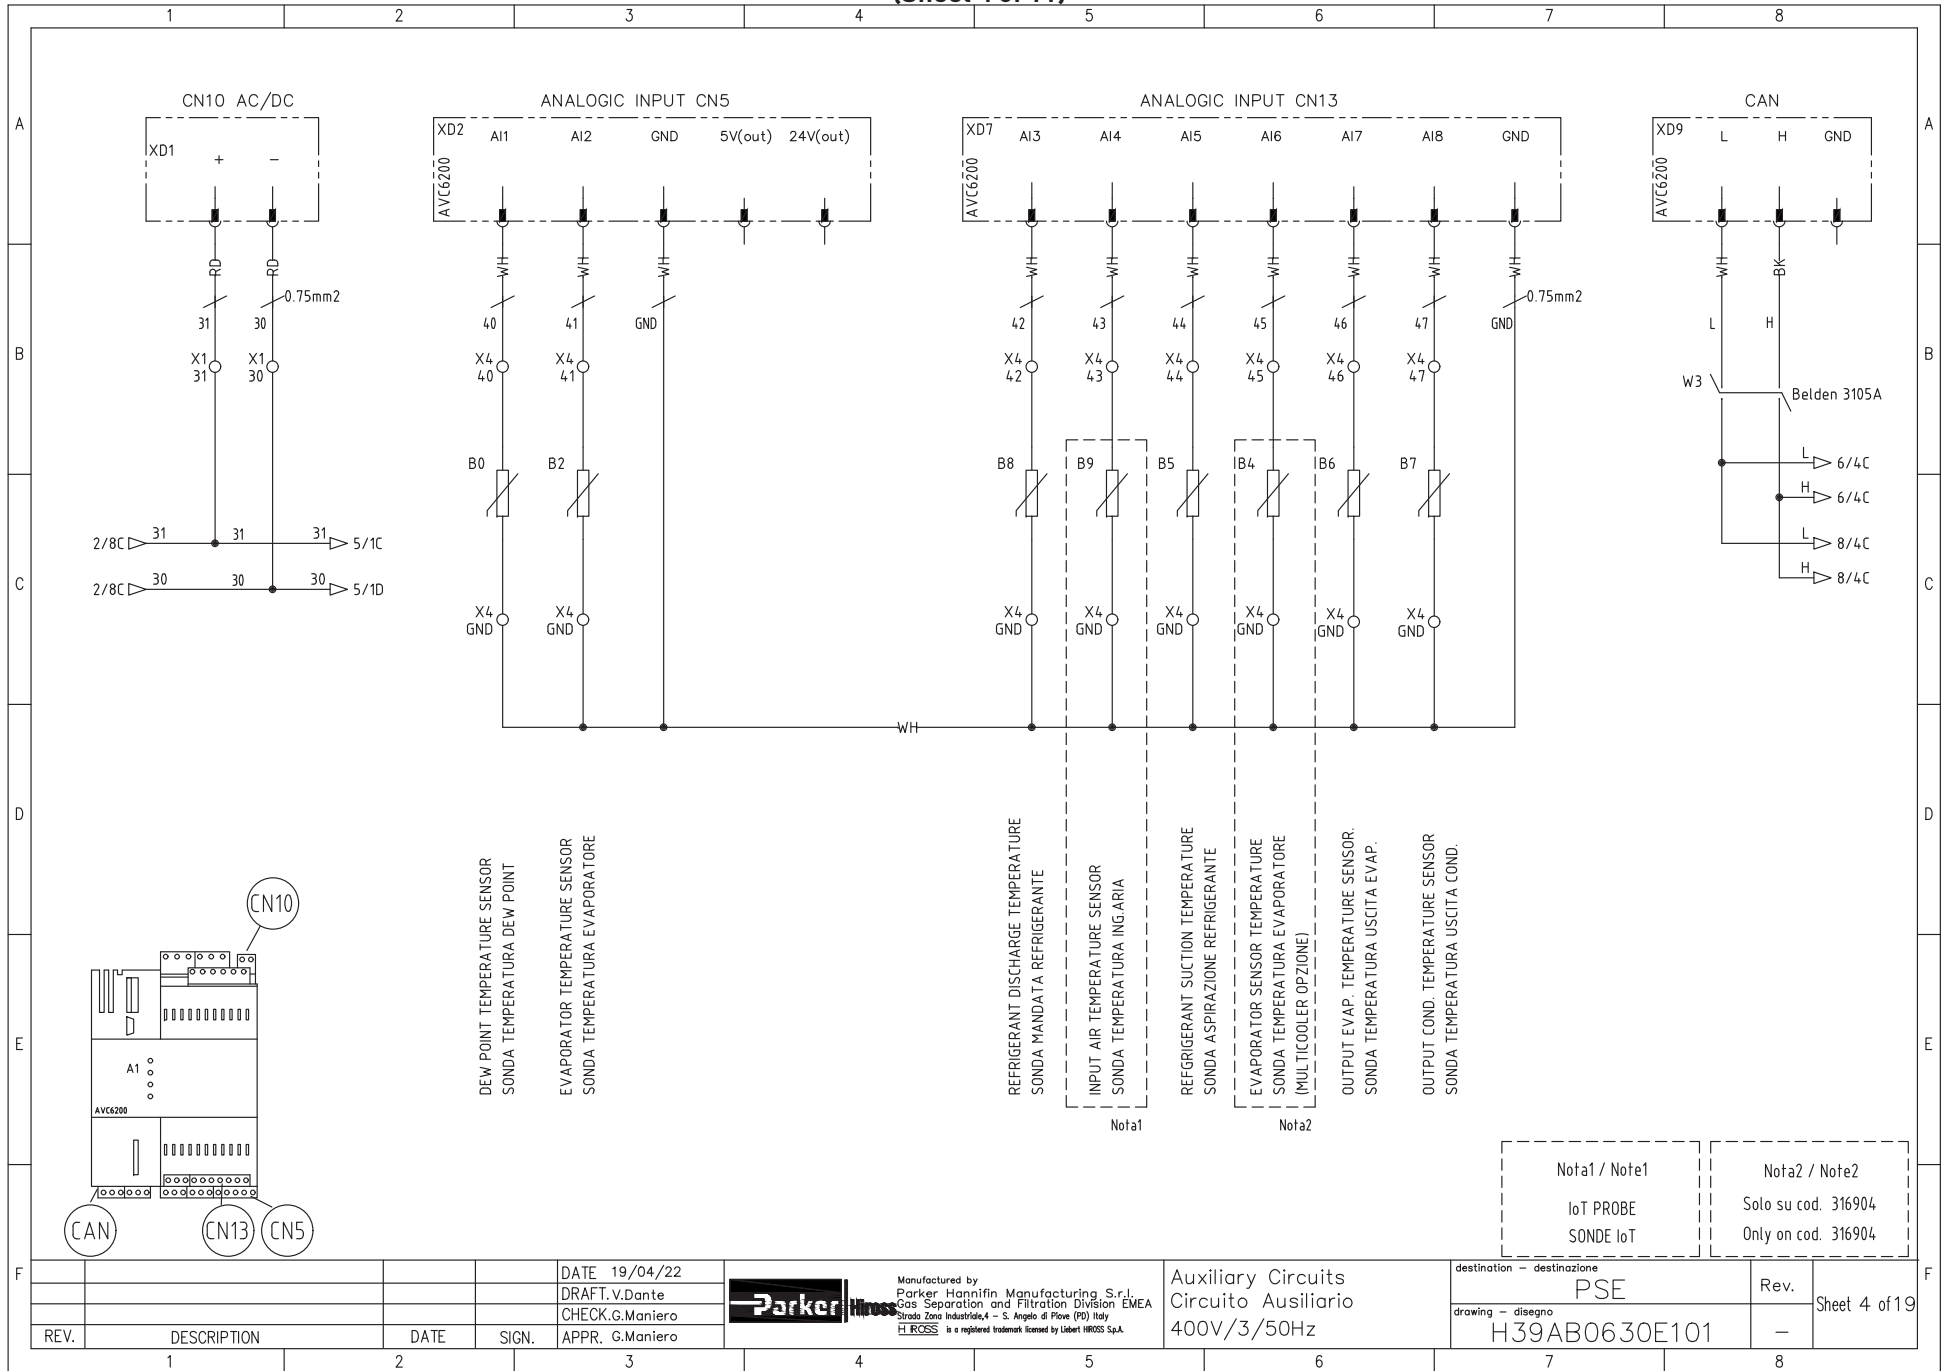 1 2 3 4 5 6 7 8
CN10 AC/DC
ANALOGIC INPUT CN5
ANALOGIC INPUT CN13
CAN
A
A
XD1 + −
XD2 AI1 AI2 GND 5V(out) 24V(out)
AVC6200
XD7 AI3 AI4 AI5 AI6 AI7 AI8 GND
AVC6200
XD9 L H GND
AVC6200
RD RD WH WH WH WH WH WH WH WH WH WH WH BK
0.75mm2
0.75mm2
31 30 40 41 GND 42 43 44 45 46 47 GND L H
B
B
X1 X1 X4 X4 X4 X4 X4 X4 X4 X4
31 30 40 41 42 43 44 45 46 47
W3
Belden 3105A
B0 B2 B8 B9 B5 B4 B6 B7
L 6/4C
H 6/4C
L 8/4C
H 8/4C
2/8C 31 31 31 5/1C
2/8C 30 30 30 5/1D
C
C
X4 X4 X4 X4 X4 X4 X4 X4
GND GND GND GND GND GND GND GND
WH
D
D
DEW POINT TEMPERATURE SENSOR
SONDA TEMPERATURA DEW POINT
EVAPORATOR TEMPERATURE SENSOR
SONDA TEMPERATURA EVAPORATORE
REFRIGERANT DISCHARGE TEMPERATURE
SONDA MANDATA REFRIGERANTE
INPUT AIR TEMPERATURE SENSOR
SONDA TEMPERATURA ING.ARIA
REFGRIGERANT SUCTION TEMPERATURE
SONDA ASPIRAZIONE REFRIGERANTE
EVAPORATOR SENSOR TEMPERATURE
SONDA TEMPERATURA EVAPORATORE
(MULTICOOLER OPZIONE)
OUTPUT EVAP. TEMPERATURE SENSOR.
SONDA TEMPERATURA USCITA EVAP.
OUTPUT COND. TEMPERATURE SENSOR
SONDA TEMPERATURA USCITA COND.
Nota1
Nota2
CN10
E
E
A1
AVC6200
CAN
CN13
CN5
Nota1 / Note1
IoT PROBE
SONDE IoT
Nota2 / Note2
Solo su cod. 316904
Only on cod. 316904
F
F
DATE 19/04/22
DRAFT. V.Dante
CHECK.G.Maniero
REV. DESCRIPTION DATE SIGN. APPR. G.Maniero
Parker Hiross
Manufactured by
Parker Hannifin Manufacturing S.r.l.
Gas Separation and Filtration Division EMEA
Strada Zona Industriale,4 − S. Angelo di Piove (PD) Italy
HIROSS is a registered trademark licensed by Liebert HIROSS S.p.A.
Auxiliary Circuits
Circuito Ausiliario
400V/3/50Hz
destination − destinazione
PSE
drawing − disegno
H39AB0630E101
Rev.
−
Sheet 4 of19
1 2 3 4 5 6 7 8